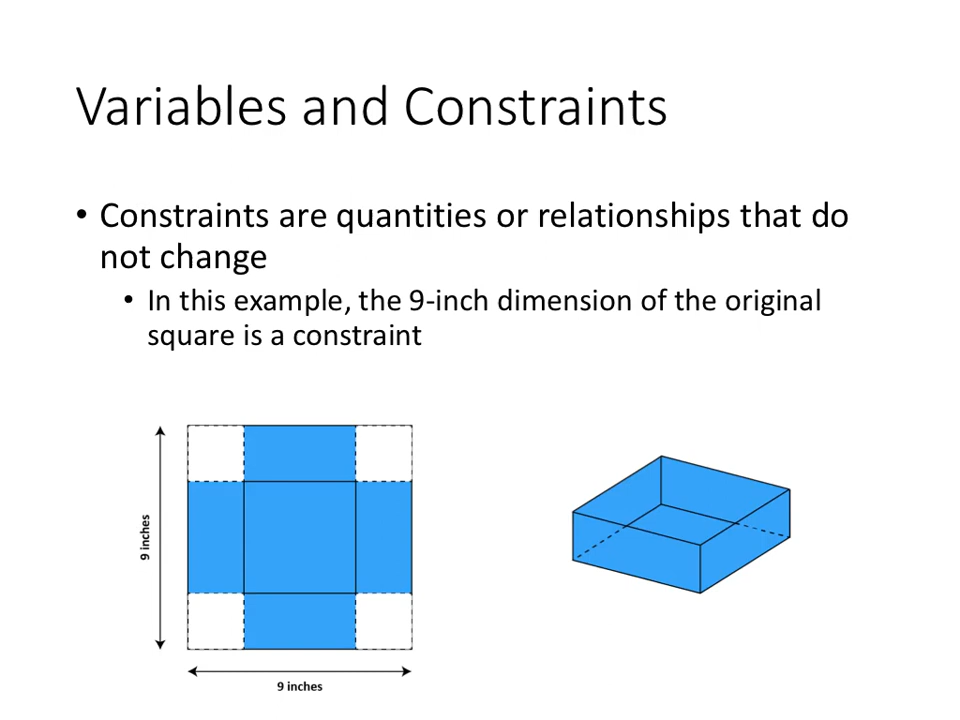 Variables and Constraints
• Constraints are quantities or relationships that do
not change
• In this example, the 9-inch dimension of the original
square is a constraint
9 inches
9 inches